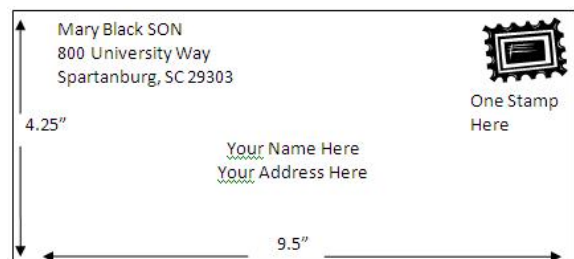 Mary Black SON
800 University Way
Spartanburg, SC 29303
One Stamp
Here
4.25”
Your Name Here
Your Address Here
9.5”